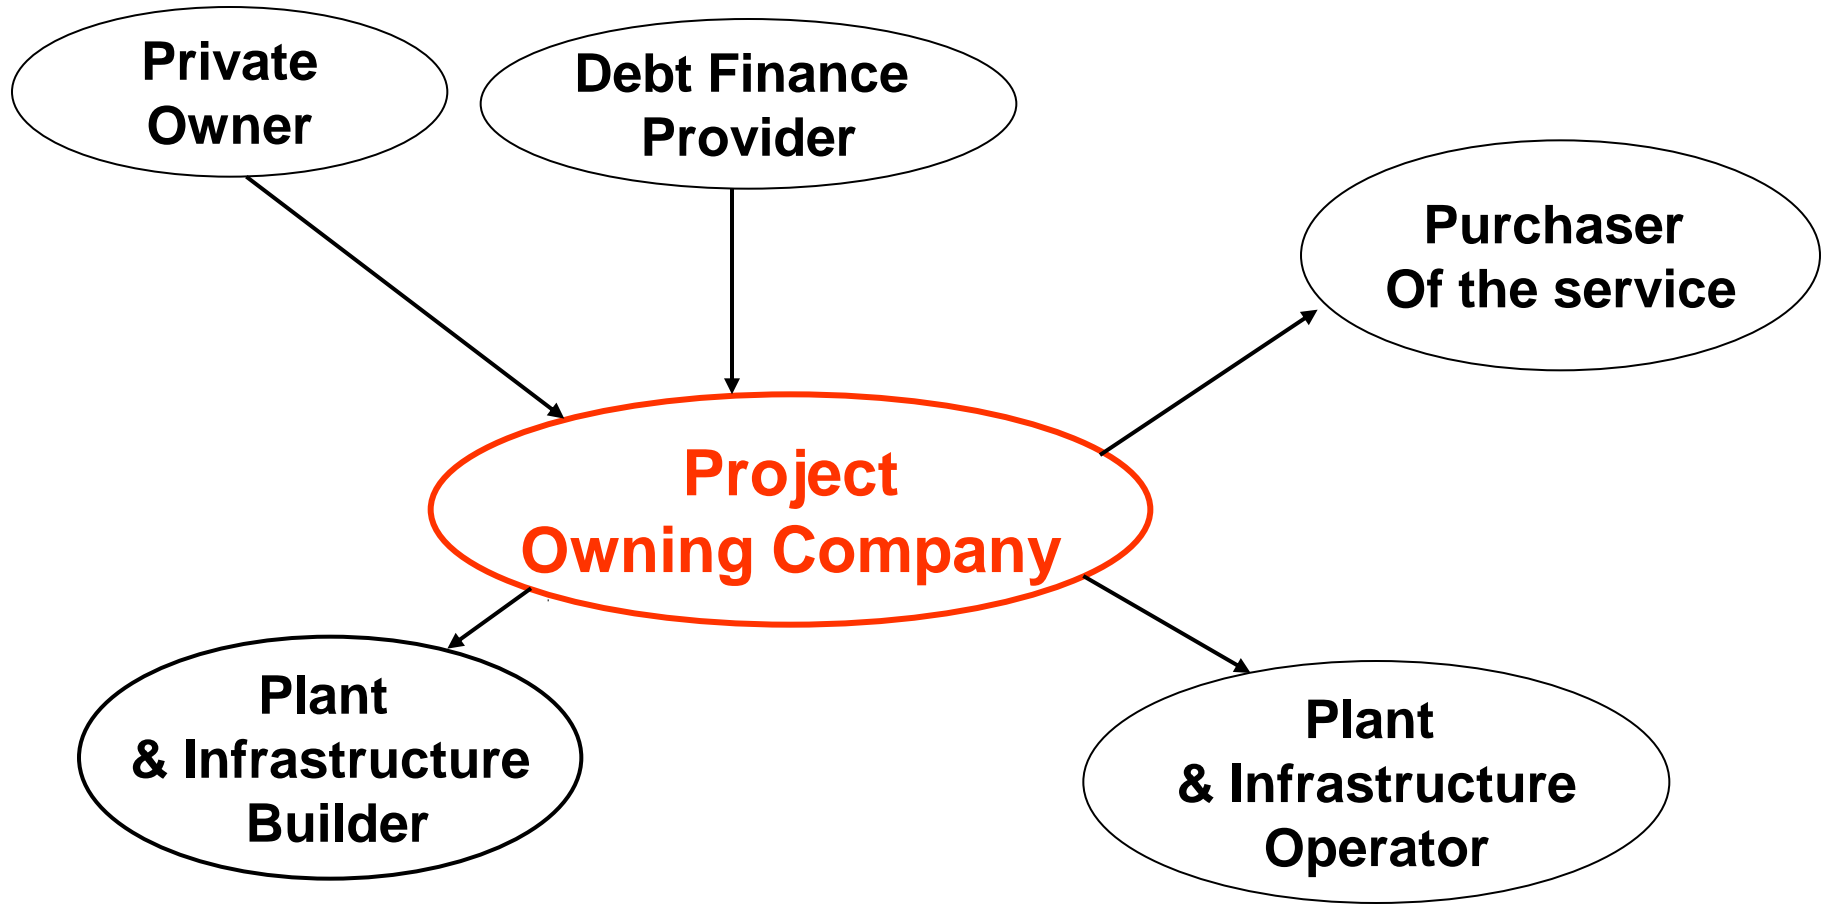 Private
Owner
Debt Finance
Provider
Purchaser
Of the service
Project
Owning Company
Plant
& Infrastructure
Builder
Plant
& Infrastructure
Operator